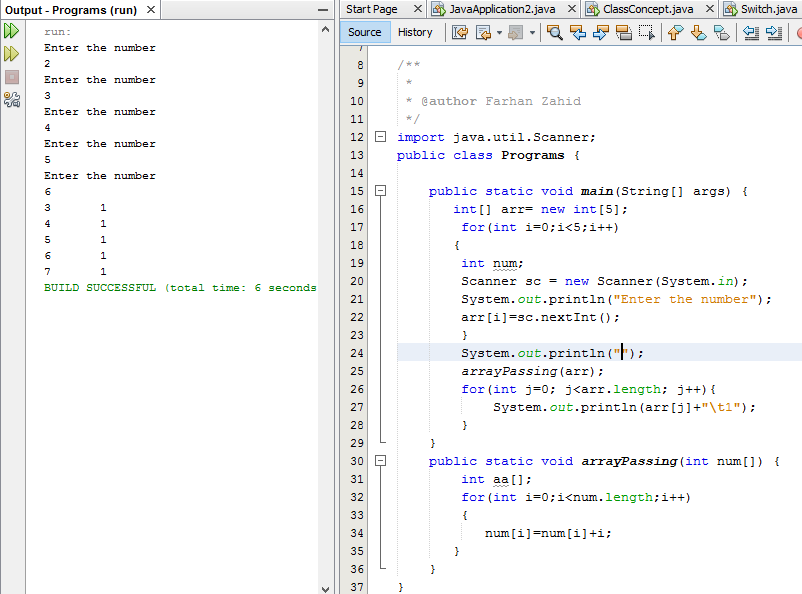 Output - Programs (run)
run:
Enter the number
2
Enter the number
3
Enter the number
4
Enter the number
5
Enter the number
6
3 1
4 1
5 1
6 1
7 1
BUILD SUCCESSFUL (total time: 6 seconds
Start Page JavaApplication2.java ClassConcept.java Switch.java
Source History
7
8 /**
9 *
10 * @author Farhan Zahid
11 */
12 import java.util.Scanner;
13 public class Programs {
14
15 public static void main(String[] args) {
16 int[] arr= new int[5];
17 for(int i=0;i<5;i++)
18 {
19 int num;
20 Scanner sc = new Scanner(System.in);
21 System.out.println("Enter the number");
22 arr[i]=sc.nextInt();
23 }
24 System.out.println("");
25 arrayPassing(arr);
26 for(int j=0; j<arr.length; j++){
27 System.out.println(arr[j]+"\t1");
28 }
29 }
30 public static void arrayPassing(int num[]) {
31 int aa[];
32 for(int i=0;i<num.length;i++)
33 {
34 num[i]=num[i]+i;
35 }
36 }
37 }